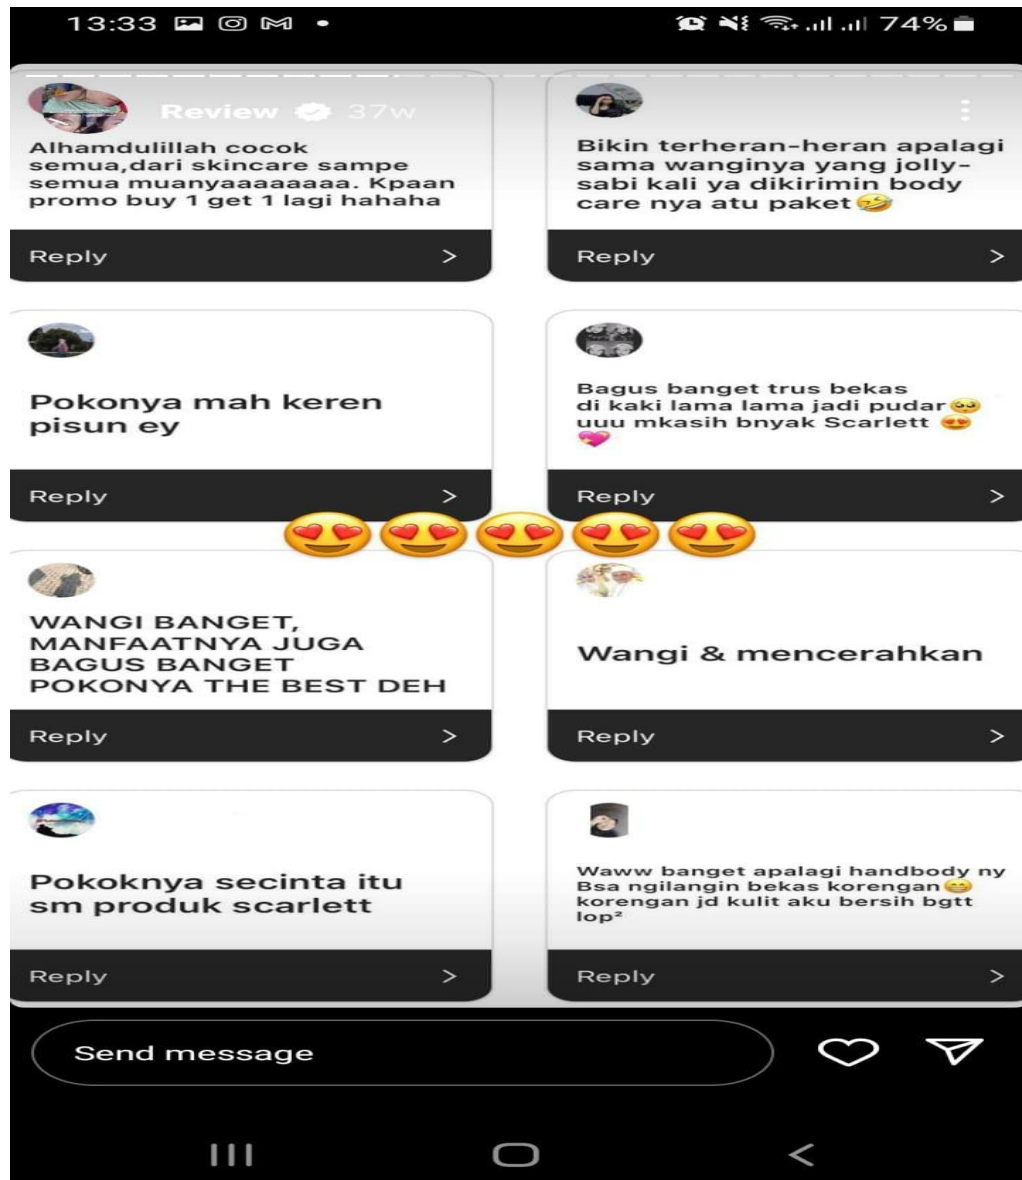 13:33
74%
Review 37w
Alhamdulillah cocok
semua,dari skincare sampe
semua muanyaaaaaaaa. Kpaan
promo buy 1 get 1 lagi hahaha
Reply >
Bikin terheran-heran apalagi
sama wanginya yang jolly-
sabi kali ya dikirimin body
care nya atu paket🤣
Reply >
Pokonya mah keren
pisun ey
Reply >
Bagus banget trus bekas
di kaki lama lama jadi pudar🥺
uuu mkasih bnyak Scarlett 😍
💖
Reply >
😍😍😍😍😍
WANGI BANGET,
MANFAATNYA JUGA
BAGUS BANGET
POKONYA THE BEST DEH
Reply >
Wangi & mencerahkan
Reply >
Pokoknya secinta itu
sm produk scarlett
Reply >
Waww banget apalagi handbody ny
Bsa ngilangin bekas korengan😁
korengan jd kulit aku bersih bgtt
lop²
Reply >
Send message